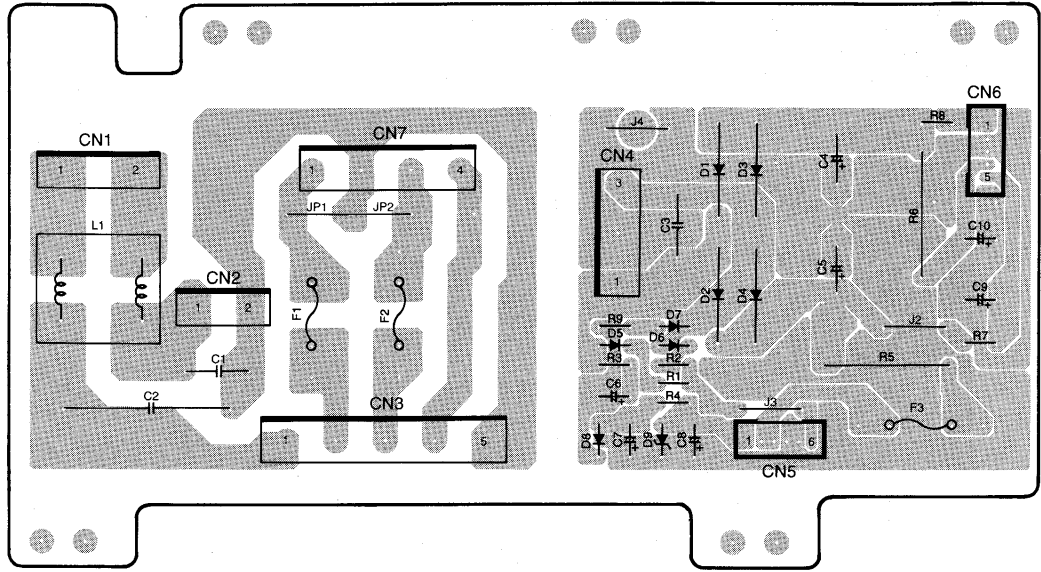 CN6
R8
1
5
J4
CN1
1
2
CN7
1
4
CN4
3
1
D1
D3
C4
R6
C10
C3
JP1
JP2
L1
CN2
1
2
F1
F2
D2
D4
C5
C9
D7
R9
D5
D6
J2
R7
R3
R2
R5
C1
R1
C2
C6
R4
J3
F3
CN3
1
5
D8
C7
D9
C8
1
6
CN5